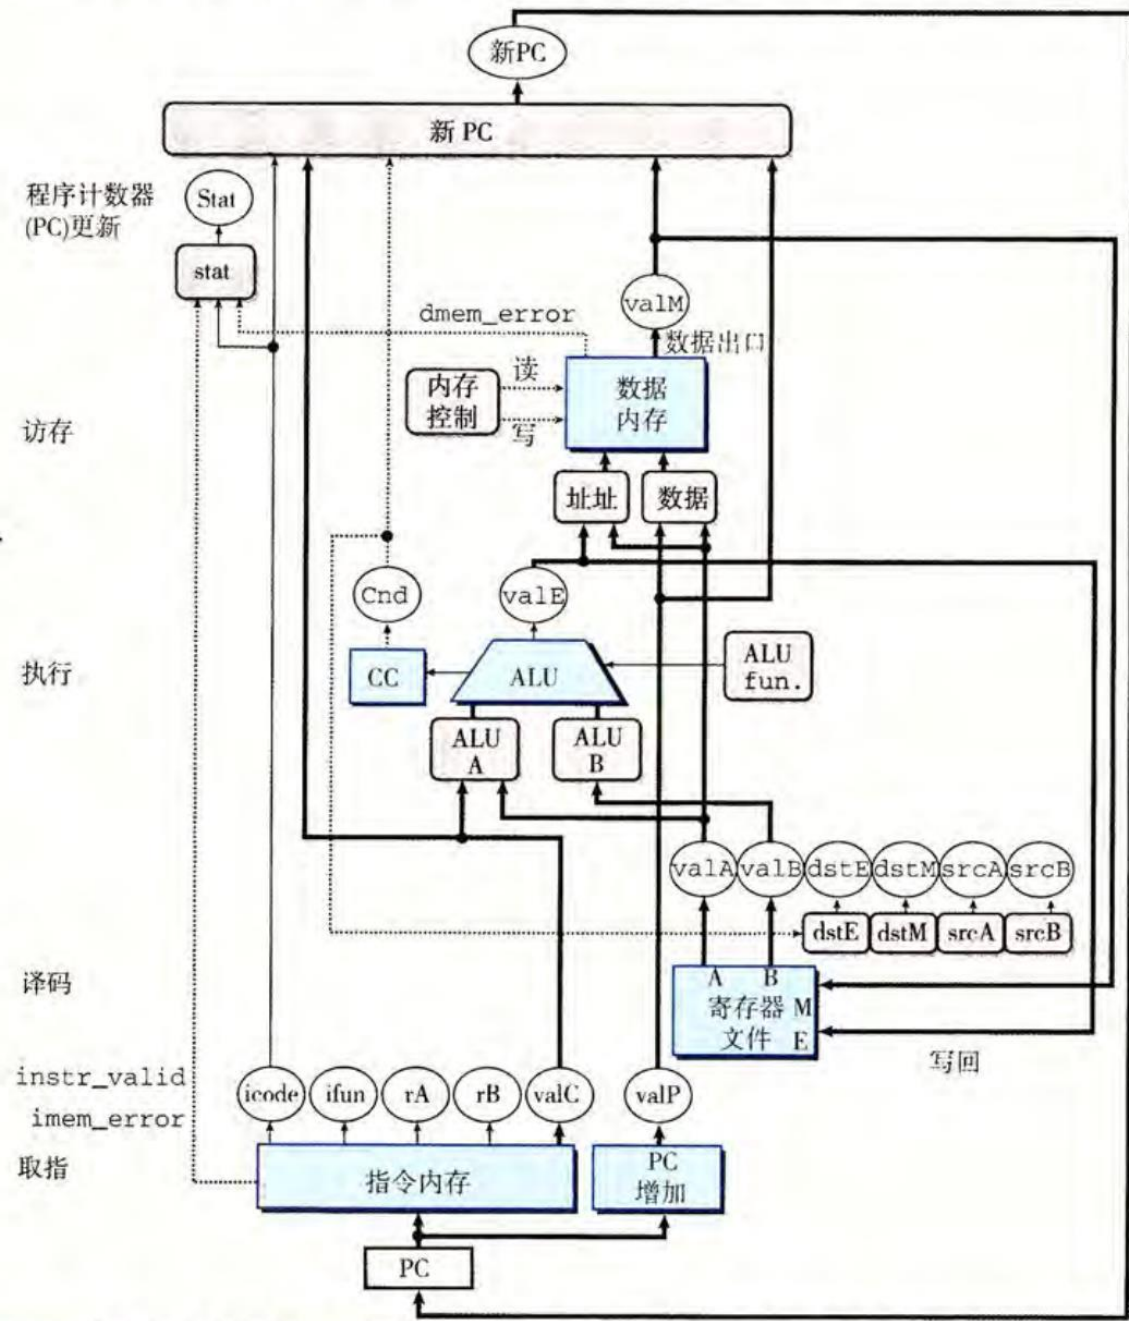 新PC
新 PC
程序计数器
(PC)更新
Stat
stat
dmem_error
valM
数据出口
读
内存
控制
写
数据
内存
访存
址址
数据
Cnd
valE
执行
CC
ALU
ALU
fun.
ALU
A
ALU
B
valA
valB
dstE
dstM
srcA
srcB
dstE
dstM
srcA
srcB
译码
A
B
寄存器
M
文件
E
写回
instr_valid
imem_error
icode
ifun
rA
rB
valC
valP
取指
指令内存
PC
增加
PC